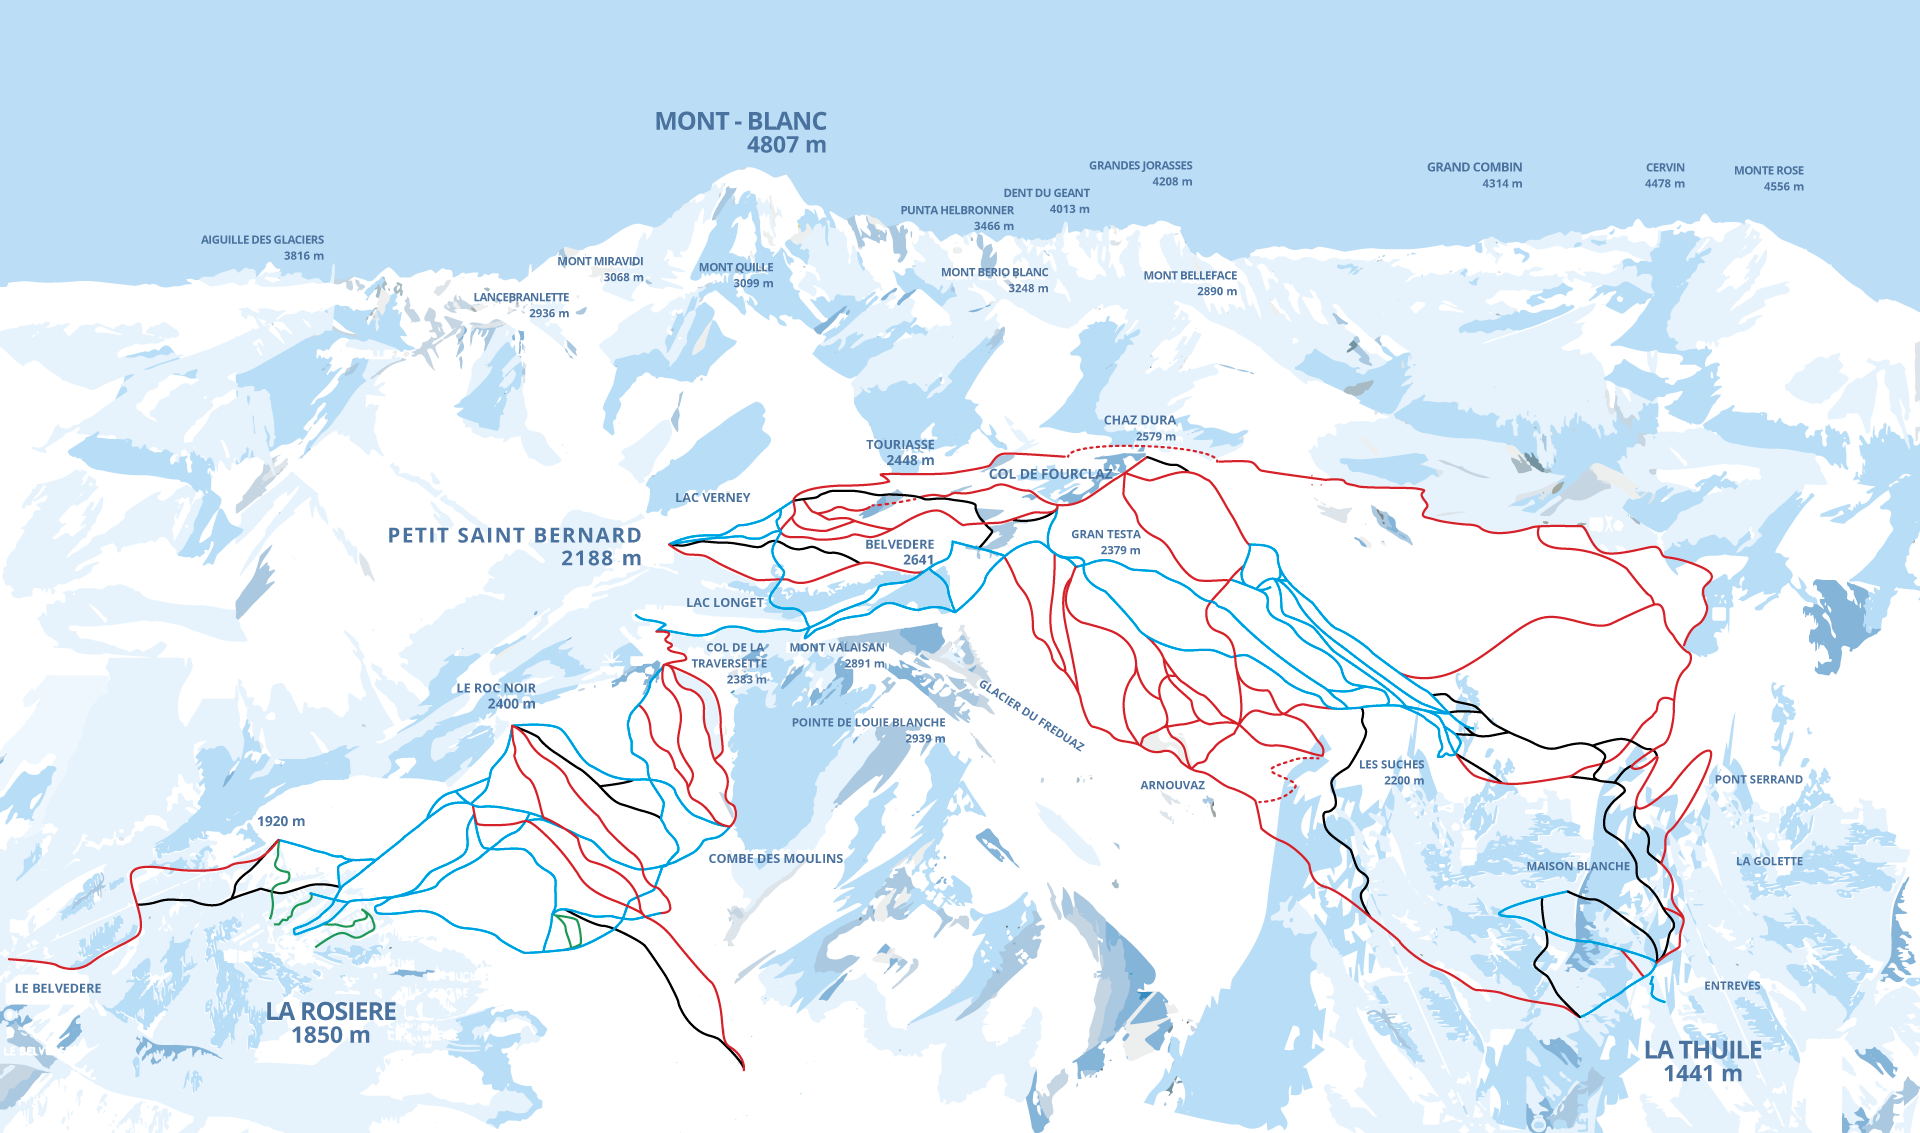 MONT - BLANC
4807 m
GRANDES JORASSES
4208 m
GRAND COMBIN
4314 m
CERVIN
4478 m
MONTE ROSE
4556 m
DENT DU GEANT
4013 m
PUNTA HELBRONNER
3466 m
AIGUILLE DES GLACIERS
3816 m
MONT MIRAVIDI
3068 m
MONT QUILLE
3099 m
MONT BERIO BLANC
3248 m
MONT BELLEFACE
2890 m
LANCEBRANLETTE
2936 m
CHAZ DURA
2579 m
TOURIASSE
2448 m
COL DE FOURCLAZ
LAC VERNEY
PETIT SAINT BERNARD
2188 m
BELVEDERE
2641
GRAN TESTA
2379 m
LAC LONGET
COL DE LA
TRAVERSETTE
2383 m
MONT VALAISAN
2891 m
LE ROC NOIR
2400 m
GLACIER DU FREDUAZ
POINTE DE LOUIE BLANCHE
2939 m
LES SUCHES
2200 m
ARNOUVAZ
PONT SERRAND
1920 m
COMBE DES MOULINS
MAISON BLANCHE
LA GOLETTE
LE BELVEDERE
ENTREVES
LA ROSIERE
1850 m
LA THUILE
1441 m